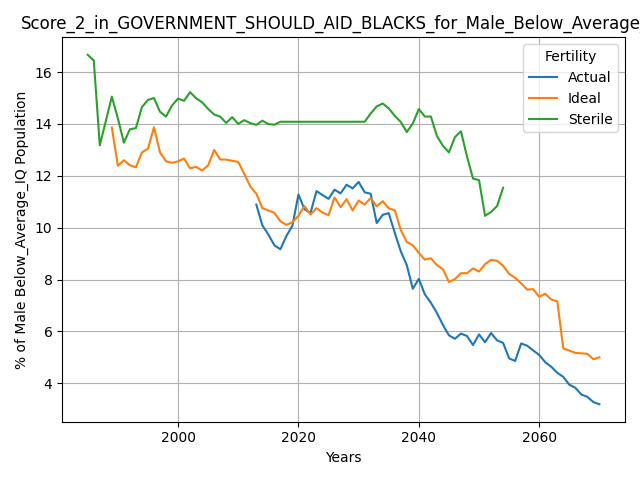 Score_2_in_GOVERNMENT_SHOULD_AID_BLACKS_for_Male_Below_Average
% of Male Below_Average_IQ Population
16
14
12
10
8
6
4
Fertility
Actual
Ideal
Sterile
2000
2020
2040
2060
Years